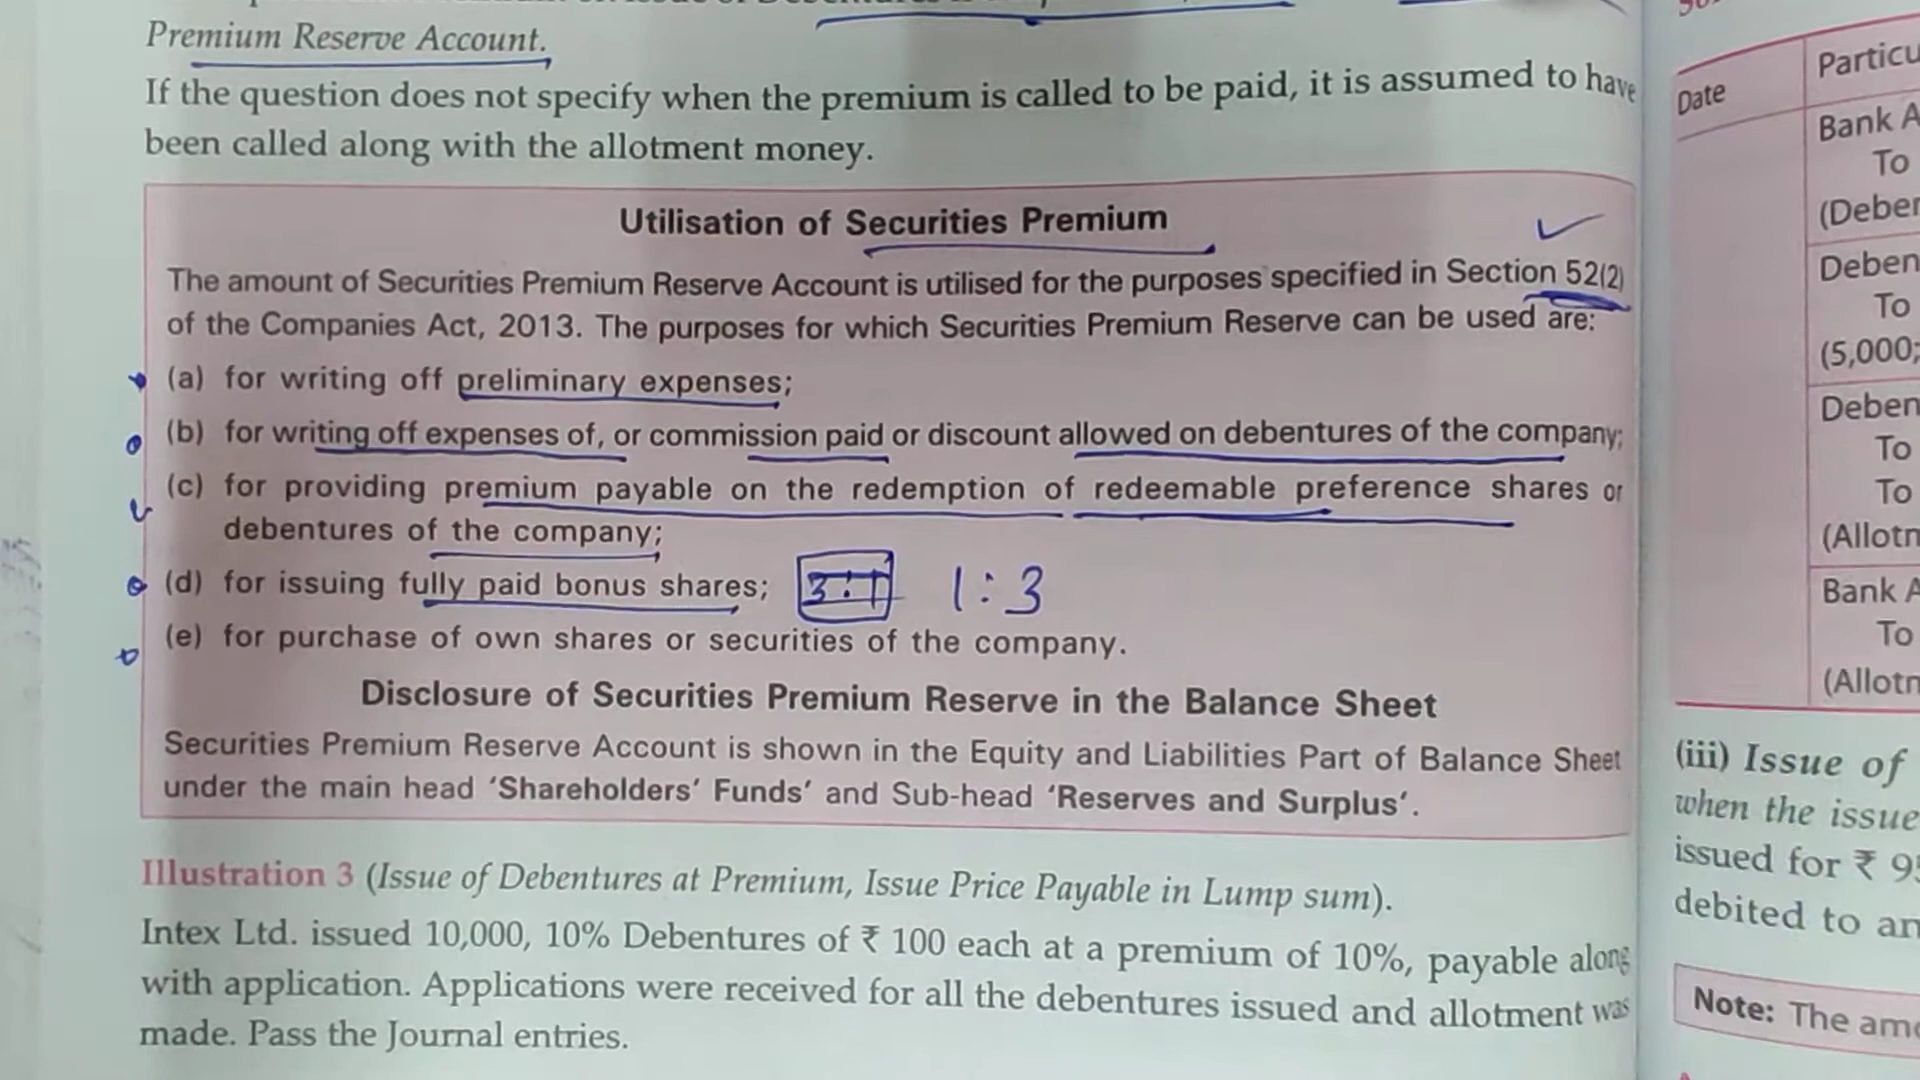 Premium Reserve Account.
If the question does not specify when the premium is called to be paid, it is assumed to have
been called along with the allotment money.
Utilisation of Securities Premium
The amount of Securities Premium Reserve Account is utilised for the purposes specified in Section 52(2)
of the Companies Act, 2013. The purposes for which Securities Premium Reserve can be used are:
(a) for writing off preliminary expenses;
(b) for writing off expenses of, or commission paid or discount allowed on debentures of the company;
(c) for providing premium payable on the redemption of redeemable preference shares or
debentures of the company;
(d) for issuing fully paid bonus shares; 3:1 1:3
(e) for purchase of own shares or securities of the company.
Disclosure of Securities Premium Reserve in the Balance Sheet
Securities Premium Reserve Account is shown in the Equity and Liabilities Part of Balance Sheet
under the main head ‘Shareholders’ Funds’ and Sub-head ‘Reserves and Surplus’.
Illustration 3 (Issue of Debentures at Premium, Issue Price Payable in Lump sum).
Intex Ltd. issued 10,000, 10% Debentures of ₹ 100 each at a premium of 10%, payable along
with application. Applications were received for all the debentures issued and allotment was
made. Pass the Journal entries.
Date
Particu
Bank A
To
(Deben
Deben
To
(5,000;
Deben
To
To
(Allotn
Bank A
To
(Allotn
(iii) Issue of
when the issue
issued for ₹ 95
debited to an
Note: The amo